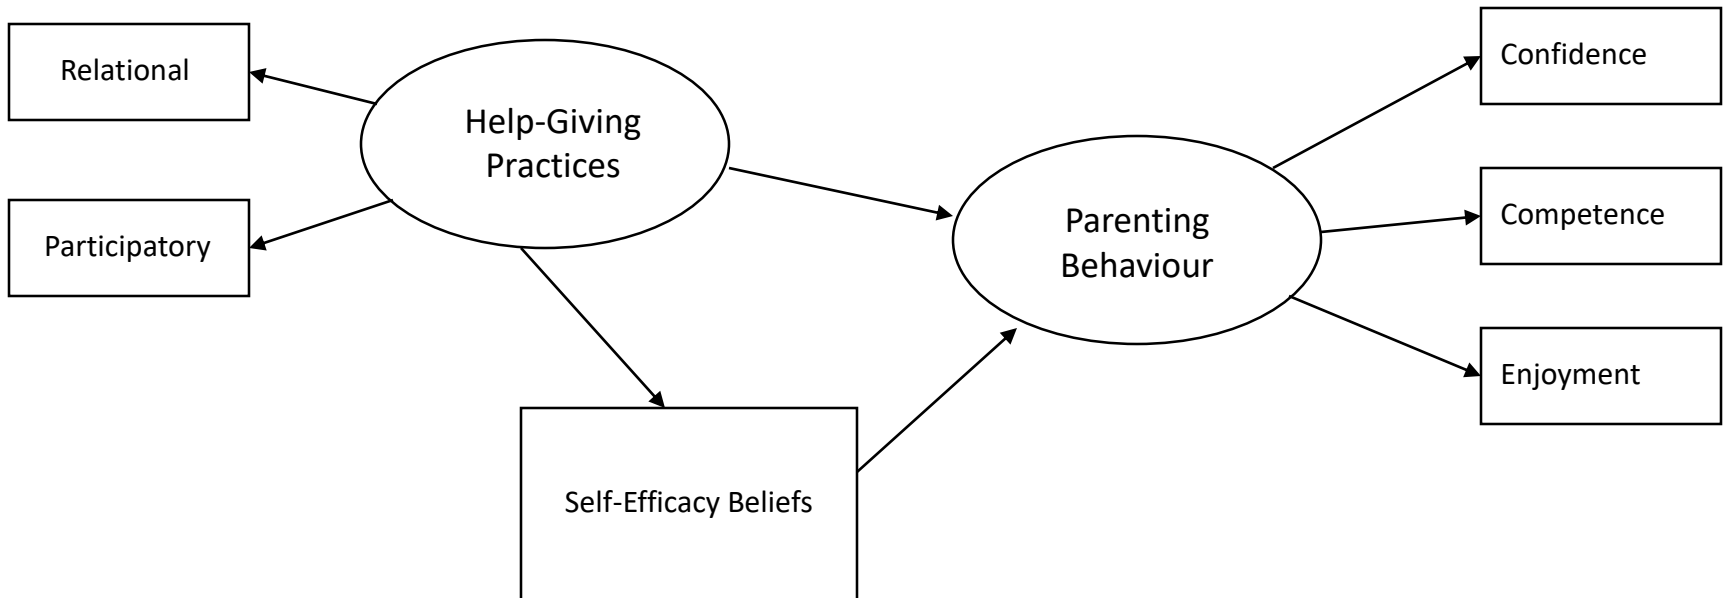 Relational
Participatory
Help-Giving
Practices
Self-Efficacy Beliefs
Parenting
Behaviour
Confidence
Competence
Enjoyment